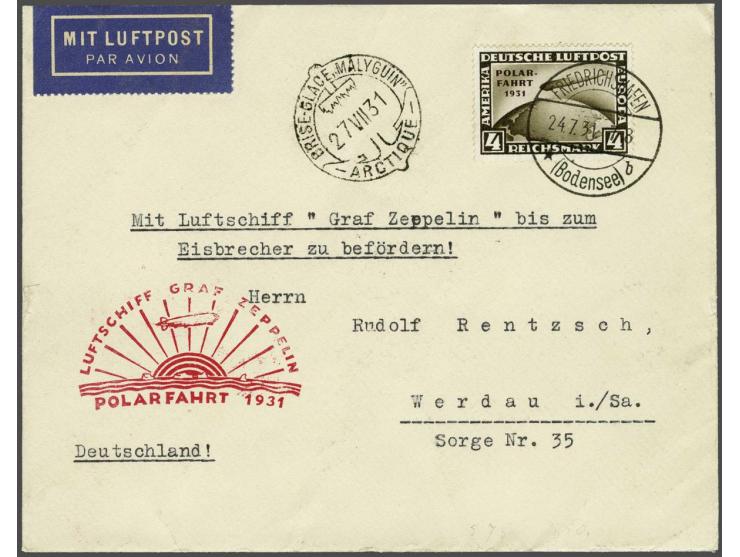 MIT LUFTPOST
PAR AVION
BRISE-GLACE „MALYGUIN"
27 VII 31
ARCTIQUE
DEUTSCHE LUFTPOST
POLAR-
FAHRT
1931
AMERIKA
EUROPA
4 REICHSMARK 4
FRIEDRICHSHAFEN
24.7.31
(Bodensee) b
Mit Luftschiff " Graf Zeppelin " bis zum
Eisbrecher zu befördern!
Herrn
Rudolf Rentzsch,
Werdau i./Sa.
Sorge Nr. 35
LUFTSCHIFF GRAF ZEPPELIN
POLARFAHRT 1931
Deutschland!